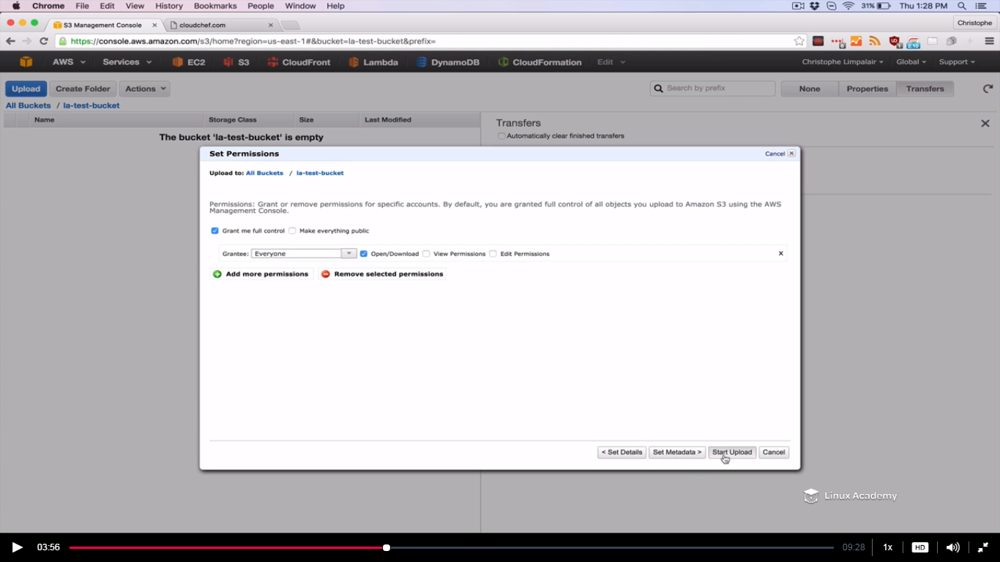 Chrome File Edit View History Bookmarks People Window Help 31% Thu 1:28 PM
S3 Management Console cloudchef.com Christophe
https://console.aws.amazon.com/s3/home?region=us-east-1#&bucket=la-test-bucket&prefix=
AWS Services EC2 S3 CloudFront Lambda DynamoDB CloudFormation Edit Christophe Limpalair Global Support
Upload Create Folder Actions Search by prefix None Properties Transfers
All Buckets / la-test-bucket
Name Storage Class Size Last Modified
Transfers
The bucket 'la-test-bucket' is empty
Automatically clear finished transfers
Set Permissions Cancel
Upload to: All Buckets / la-test-bucket
Permissions: Grant or remove permissions for specific accounts. By default, you are granted full control of all objects you upload to Amazon S3 using the AWS
Management Console.
Grant me full control Make everything public
Grantee: Everyone Open/Download View Permissions Edit Permissions x
Add more permissions Remove selected permissions
< Set Details Set Metadata > Start Upload Cancel
Linux Academy
03:56 09:28 1x HD